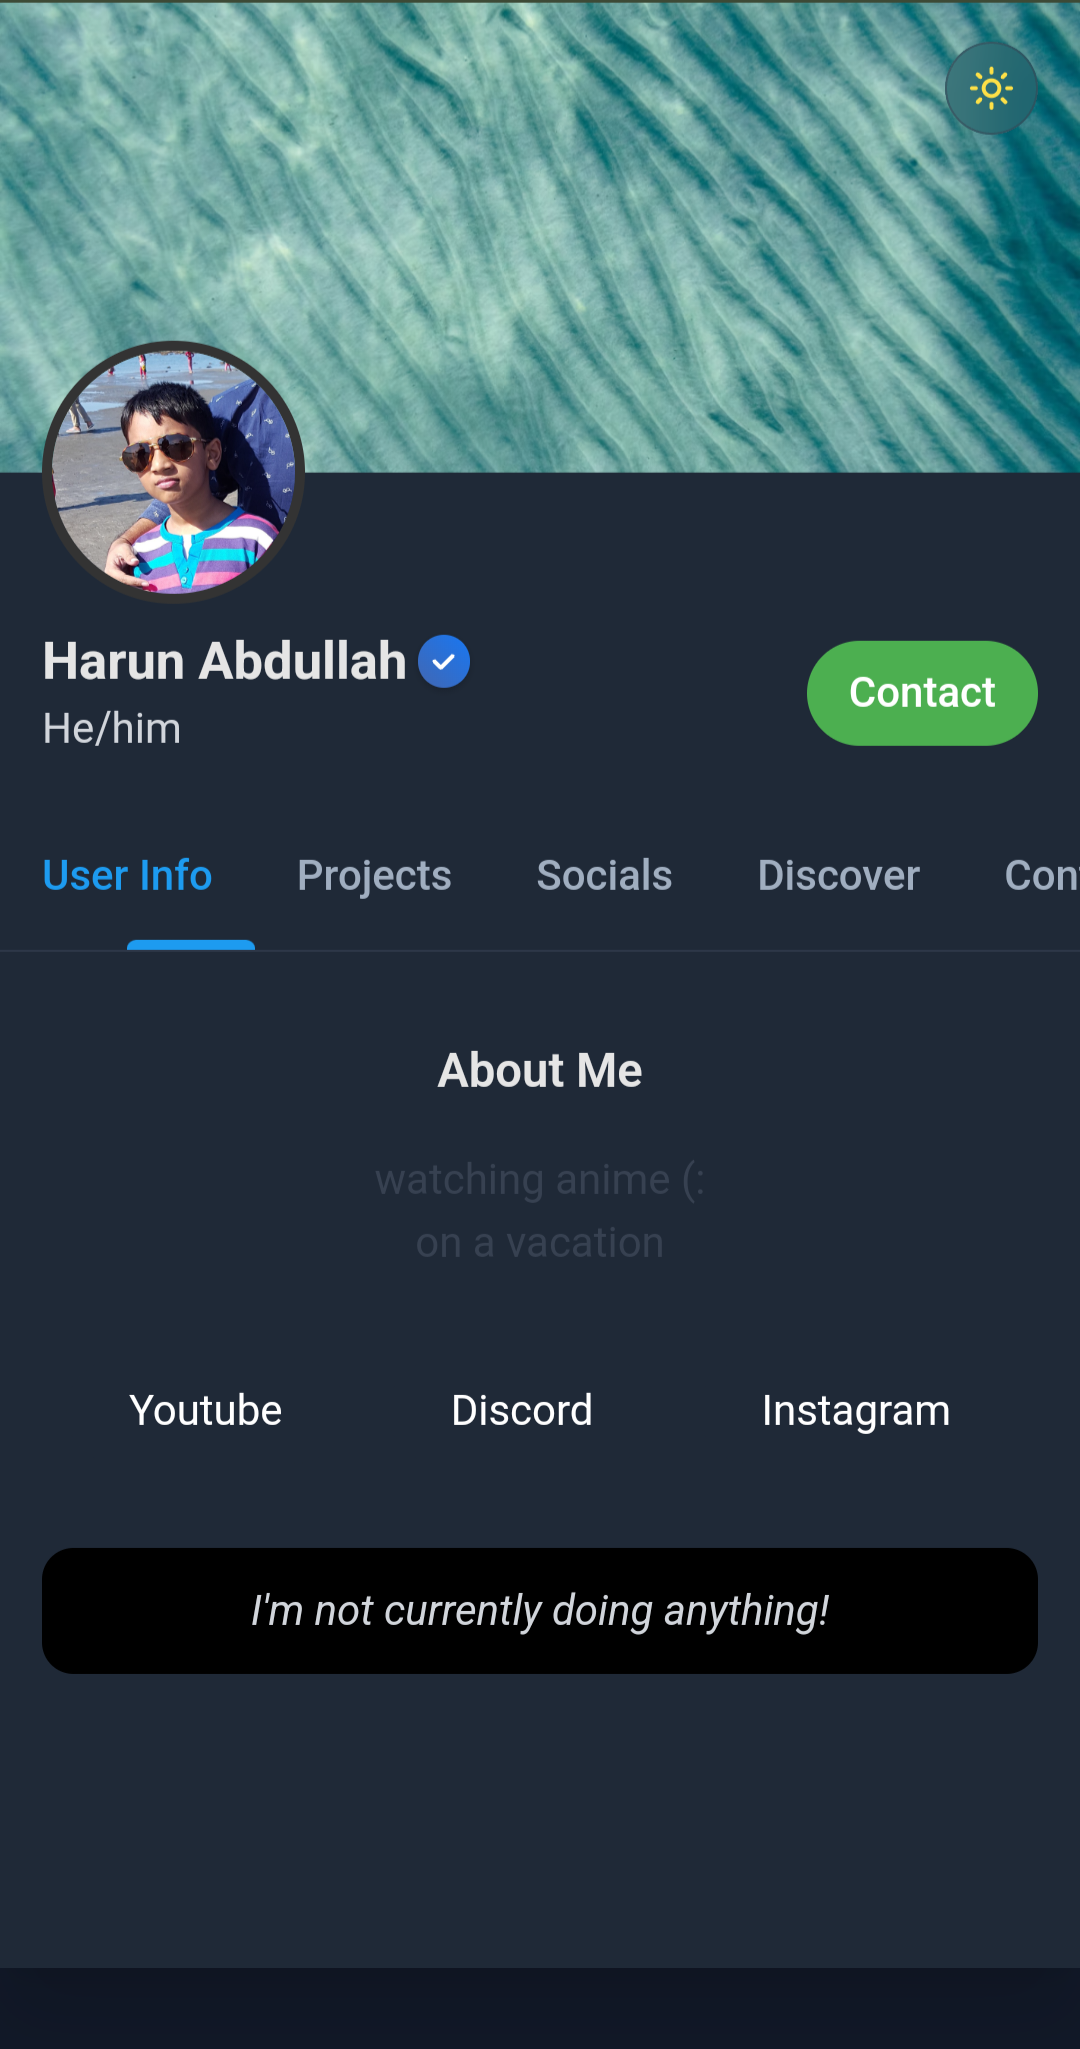 Harun Abdullah
He/him
Contact
User Info Projects Socials Discover Con
About Me
watching anime (:
on a vacation
Youtube Discord Instagram
I'm not currently doing anything!